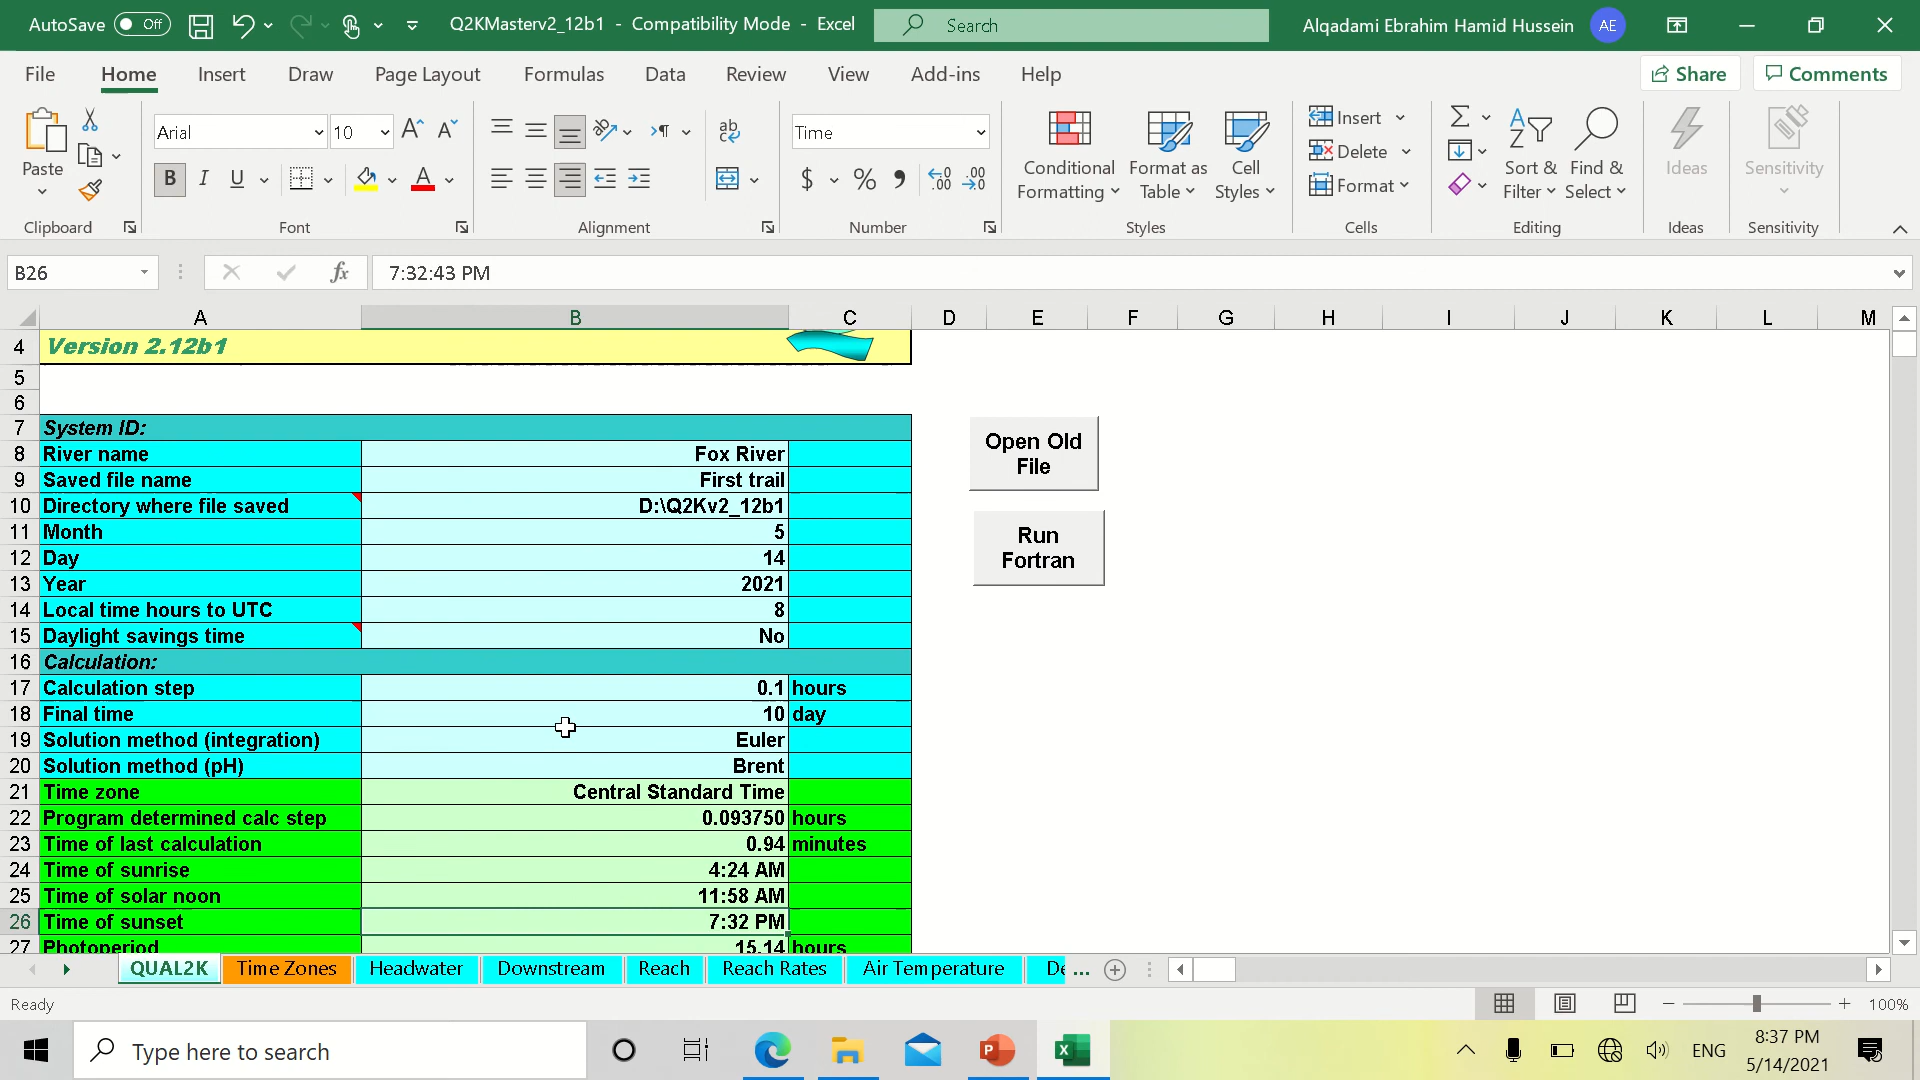 AutoSave Off Q2KMasterv2_12b1 - Compatibility Mode - Excel Search Alqadami Ebrahim Hamid Hussein AE
File Home Insert Draw Page Layout Formulas Data Review View Add-ins Help Share Comments
Paste
Clipboard
Arial 10
B I U
Font
ab
Alignment
Time
$ % 9 .00 .00
Number
Conditional Formatting
Format as Table
Cell Styles
Styles
Insert
Delete
Format
Cells
Sort & Filter
Find & Select
Editing
Ideas
Ideas
Sensitivity
Sensitivity
B26 fx 7:32:43 PM
A B C D E F G H I J K L M
4 Version 2.12b1
5
6
7 System ID:
8 River name Fox River
9 Saved file name First trail
10 Directory where file saved D:\Q2Kv2_12b1
11 Month 5
12 Day 14
13 Year 2021
14 Local time hours to UTC 8
15 Daylight savings time No
16 Calculation:
17 Calculation step 0.1 hours
18 Final time 10 day
19 Solution method (integration) Euler
20 Solution method (pH) Brent
21 Time zone Central Standard Time
22 Program determined calc step 0.093750 hours
23 Time of last calculation 0.94 minutes
24 Time of sunrise 4:24 AM
25 Time of solar noon 11:58 AM
26 Time of sunset 7:32 PM
27 Photoperiod 15.14 hours
Open Old
File
Run
Fortran
QUAL2K Time Zones Headwater Downstream Reach Reach Rates Air Temperature De ...
Ready 100%
Type here to search ENG 8:37 PM
5/14/2021